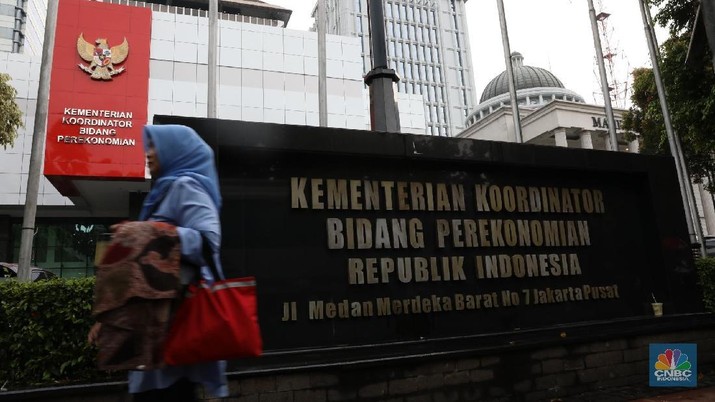 KEMENTERIAN
KOORDINATOR
BIDANG
PEREKONOMIAN
KEMENTERIAN KOORDINATOR
BIDANG PEREKONOMIAN
REPUBLIK INDONESIA
Jl Medan Merdeka Barat No 7 Jakarta Pusat
CNBC
INDONESIA